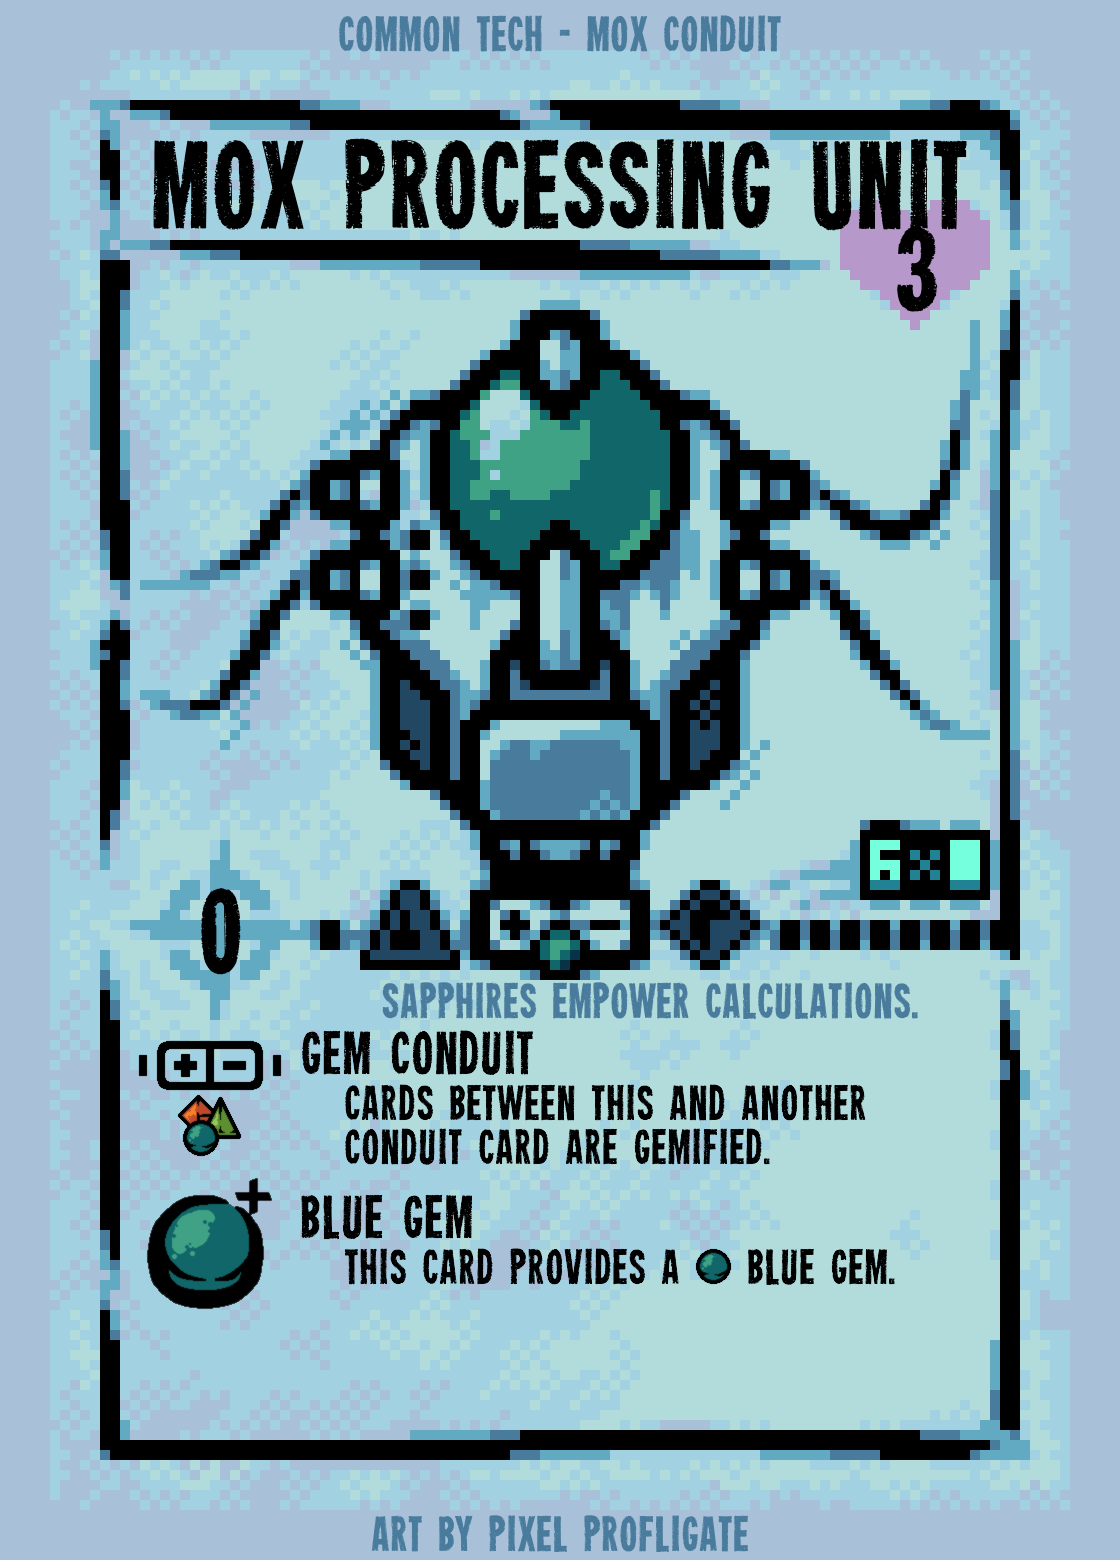 COMMON TECH - MOX CONDUIT
MOX PROCESSING UNIT
3
6
0
SAPPHIRES EMPOWER CALCULATIONS.
GEM CONDUIT
CARDS BETWEEN THIS AND ANOTHER
CONDUIT CARD ARE GEMIFIED.
BLUE GEM
THIS CARD PROVIDES A BLUE GEM.
ART BY PIXEL PROFLIGATE